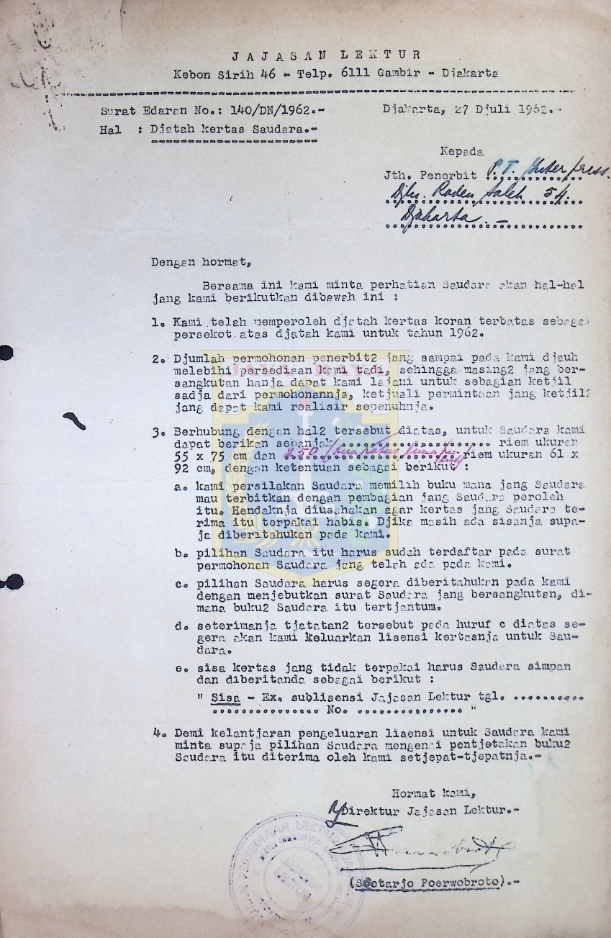 JAJASAN LEKTUR
Kebon Sirih 46 - Telp. 6111 Gambir - Djakarta
Surat Edaran No.: 140/DN/1962.-
Djakarta, 27 Djuli 1962.-
Hal : Djatah kertas Saudara.-
Kepada
Jth. Penerbit P.T. Inter press.
Djln. Raden Saleh 54.
Djakarta. -
Dengan hormat,
Bersama ini kami minta perhatian Saudara akan hal-hal
jang kami berikutkan dibawah ini :
1. Kami telah memperoleh djatah kertas koran terbatas sebagai
persekot atas djatah kami untuk tahun 1962.
2. Djumlah permohonan penerbit2 jang sampai pada kami djauh
melebihi persediaan kami tadi, sehingga masing2 jang ber-
sangkutan hanja dapat kami lajani untuk sebagian ketjil
sadja dari permohonannja, ketjuali permintaan jang ketjil2
jang dapat kami realisir sepenuhnja.
3. Berhubung dengan hal2 tersebut diatas, untuk Saudara kami
dapat berikan sebanjak .......................... riem ukuran
55 x 75 cm dan 250 (dua ratus lima puluh) riem ukuran 61 x
92 cm, dengan ketentuan sebagai berikut :
a. kami persilakan Saudara memilih buku mana jang Saudara
mau terbitkan dengan pembagian jang Saudara peroleh
itu. Hendaknja diusahakan agar kertas jang Saudara te-
rima itu terpakai habis. Djika masih ada sisanja supa-
ja diberitahukan pada kami.
b. pilihan Saudara itu harus sudah terdaftar pada surat
permohonan Saudara jang telah ada pada kami.
c. pilihan Saudara harus segera diberitahukan pada kami
dengan menjebutkan surat Saudara jang bersangkutan, di-
mana buku2 Saudara itu tertjantum.
d. seterimanja tjatatan2 tersebut pada huruf c diatas se-
gera akan kami keluarkan lisensi kertasnja untuk Sau-
dara.
e. sisa kertas jang tidak terpakai harus Saudara simpan
dan diberitanda sebagai berikut :
" Sisa - Ex. sublisensi Jajasan Lektur tgl. ..........
............... No. ............... "
4. Demi kelantjaran pengeluaran lisensi untuk Saudara kami
minta supaja pilihan Saudara mengenai pentjetakan buku2
Saudara itu diterima oleh kami setjepat-tjepatnja.-
Hormat kami,
Direktur Jajasan Lektur.-
(Soetarjo Poerwobroto).-